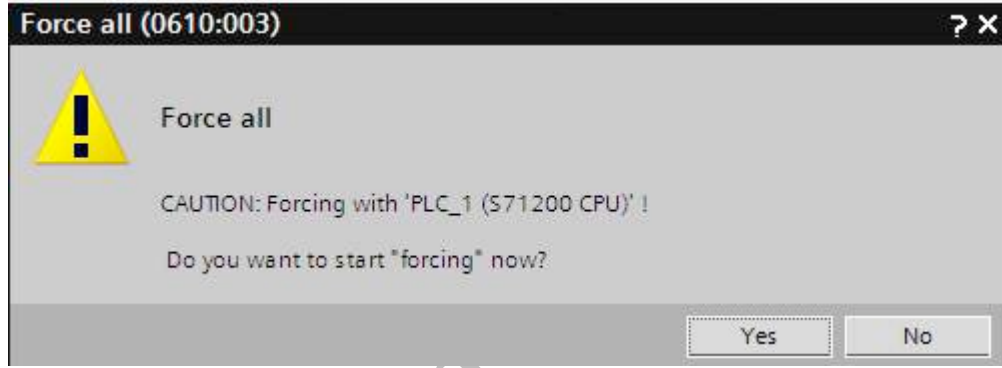 Force all (0610:003)
Force all
CAUTION: Forcing with 'PLC_1 (S71200 CPU)' !
Do you want to start "forcing" now?
Yes No